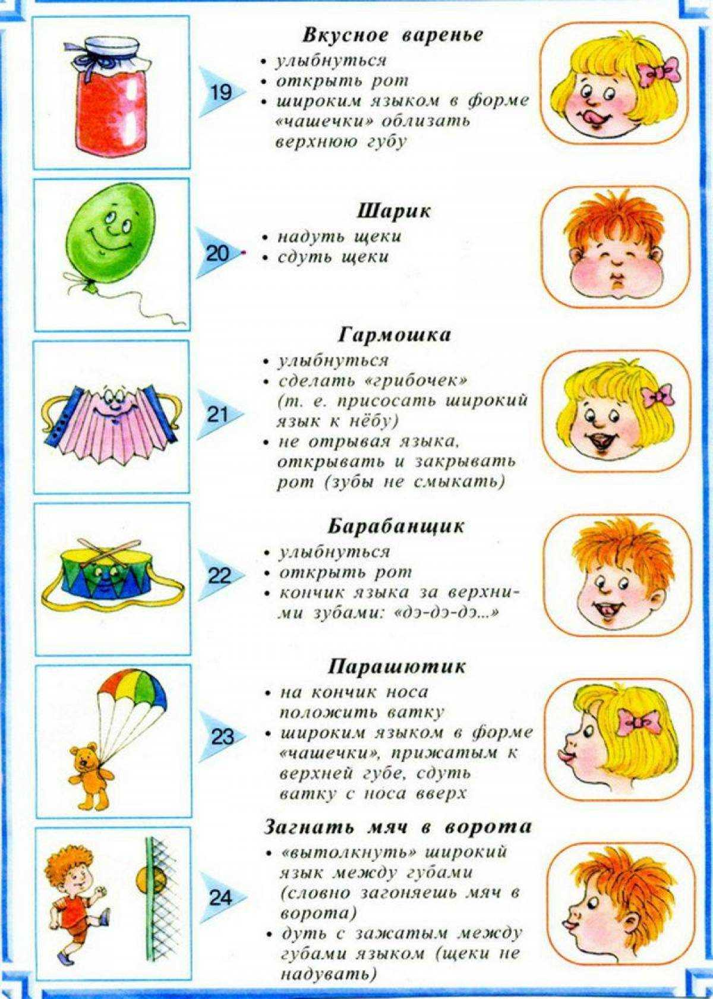 Вкусное варенье
• улыбнуться
• открыть рот
19
• широким языком в форме
«чашечки» облизать
верхнюю губу
Шарик
• надуть щеки
20
• сдуть щеки
Гармошка
• улыбнуться
• сделать «грибочек»
(т. е. присосать широкий
21
язык к нёбу)
• не отрывая языка,
открывать и закрывать
рот (зубы не смыкать)
Барабанщик
• улыбнуться
• открыть рот
22
• кончик языка за верхни-
ми зубами: «дэ-дэ-дэ...»
Парашютик
• на кончик носа
положить ватку
23
• широким языком в форме
«чашечки», прижатым к
верхней губе, сдуть
ватку с носа вверх
Загнать мяч в ворота
• «вытолкнуть» широкий
язык между губами
24
(словно загоняешь мяч в
ворота)
• дуть с зажатым между
губами языком (щеки не
надувать)